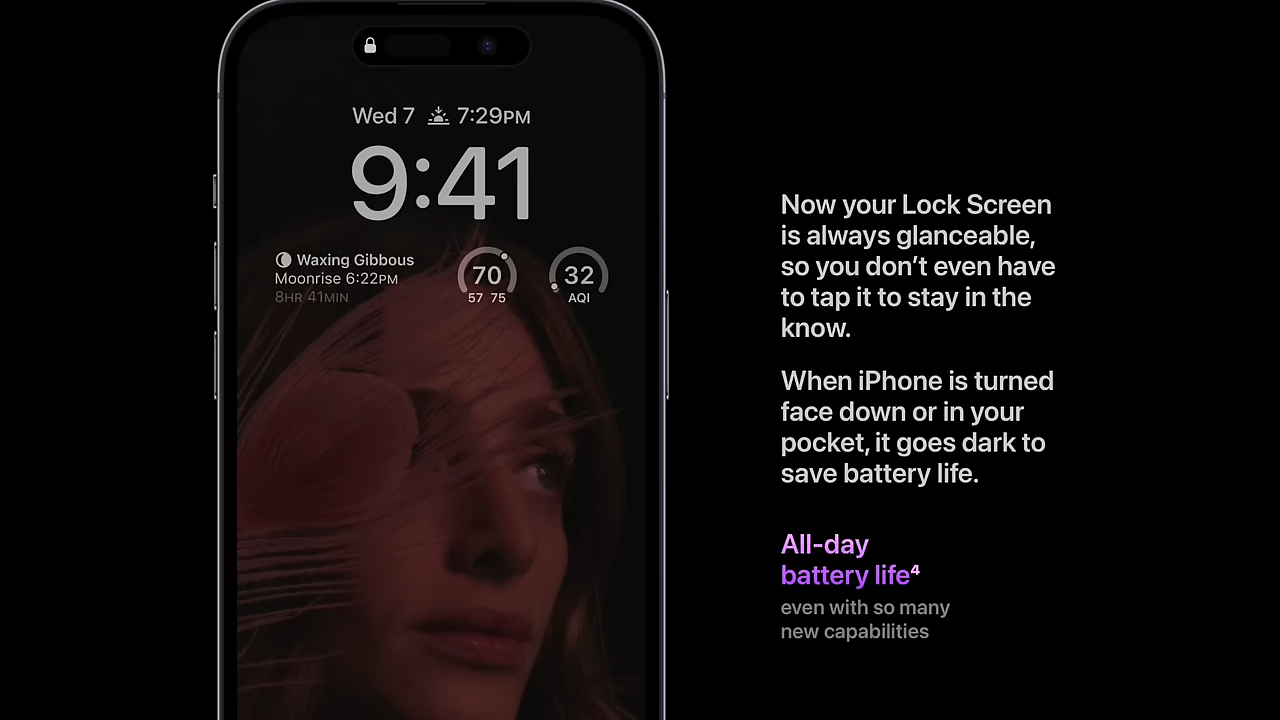 Wed 7 7:29PM
9:41
Waxing Gibbous
Moonrise 6:22PM
8HR 41MIN
70
57 75
32
AQI
Now your Lock Screen
is always glanceable,
so you don’t even have
to tap it to stay in the
know.
When iPhone is turned
face down or in your
pocket, it goes dark to
save battery life.
All-day
battery life⁴
even with so many
new capabilities